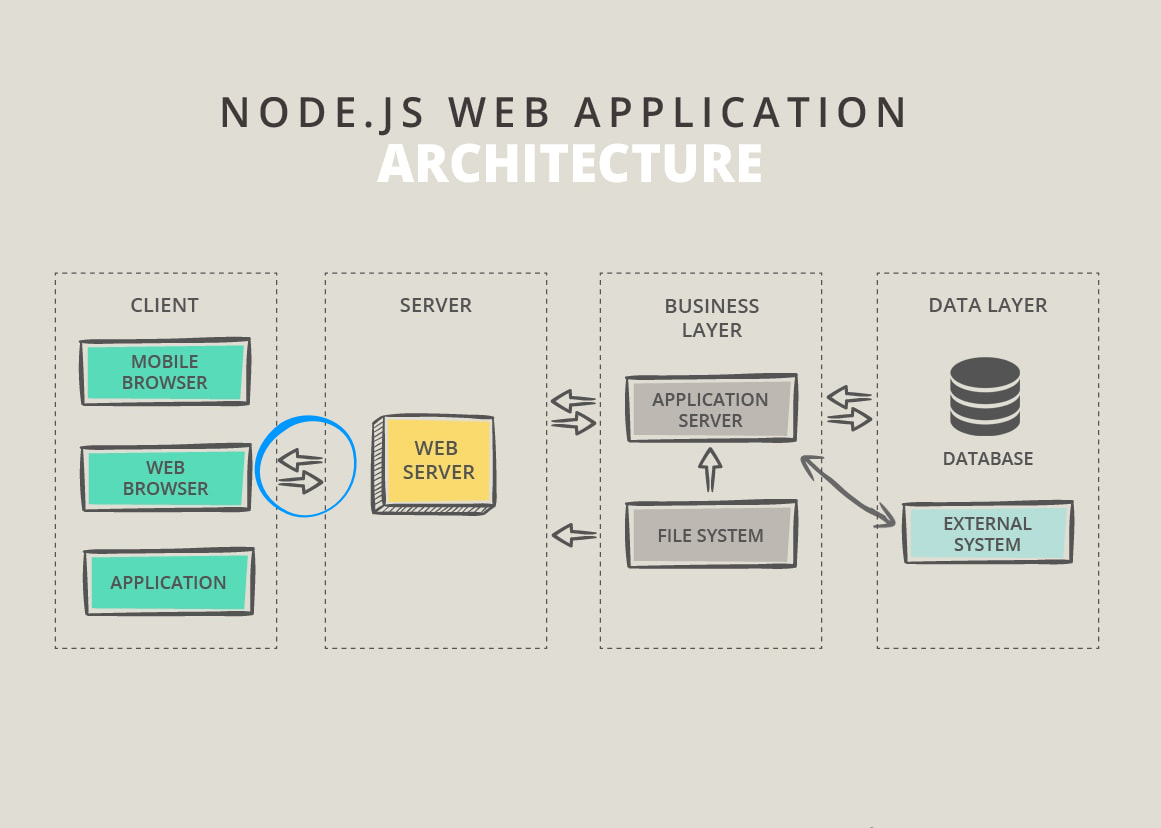 NODE.JS WEB APPLICATION
ARCHITECTURE
CLIENT
MOBILE
BROWSER
WEB
BROWSER
APPLICATION
SERVER
WEB
SERVER
BUSINESS
LAYER
APPLICATION
SERVER
FILE SYSTEM
DATA LAYER
DATABASE
EXTERNAL
SYSTEM